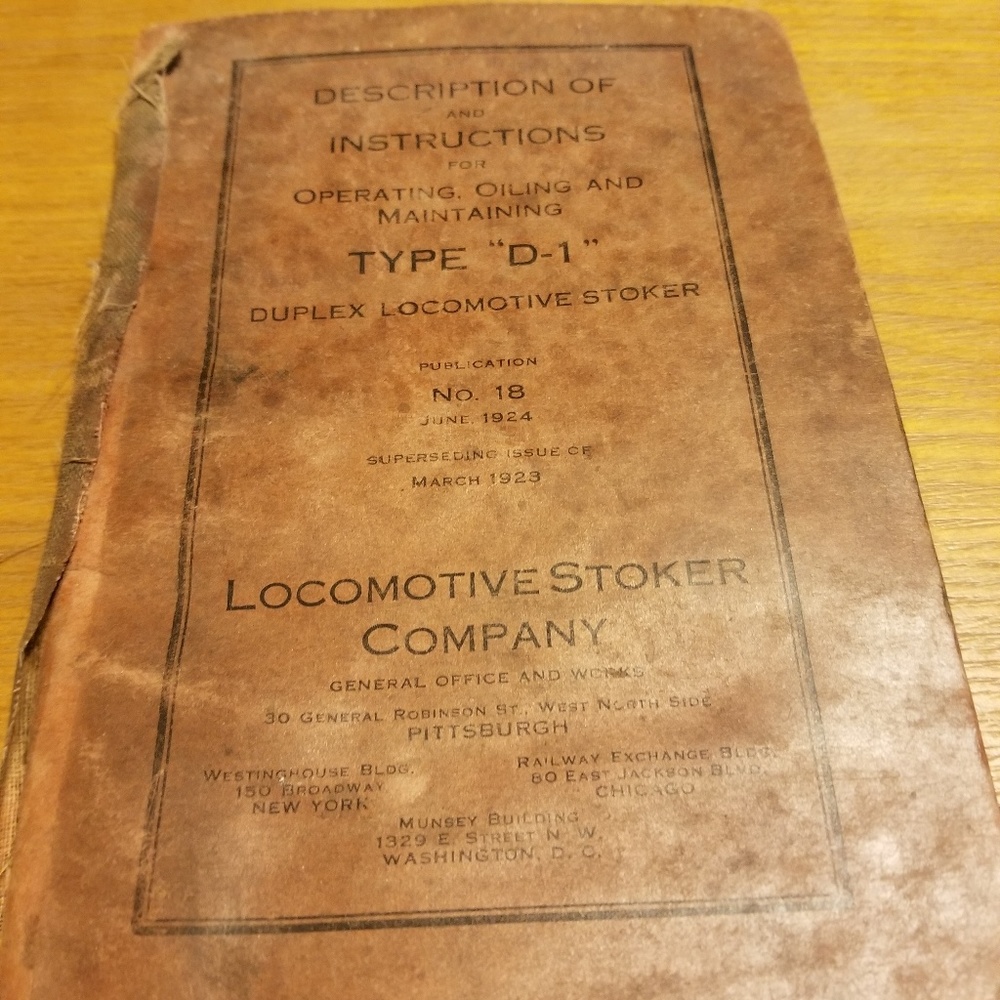 DESCRIPTION OF
AND
INSTRUCTIONS
FOR
OPERATING, OILING AND
MAINTAINING
TYPE "D-1"
DUPLEX LOCOMOTIVE STOKER
PUBLICATION
No. 18
JUNE, 1924
SUPERSEDING ISSUE OF
MARCH 1923
LOCOMOTIVE STOKER
COMPANY
GENERAL OFFICE AND WORKS
30 GENERAL ROBINSON ST., WEST NORTH SIDE
PITTSBURGH
WESTINGHOUSE BLDG.
150 BROADWAY
NEW YORK
RAILWAY EXCHANGE BLDG.
80 EAST JACKSON BLVD.
CHICAGO
MUNSEY BUILDING
1329 E. STREET N. W.
WASHINGTON, D. C.